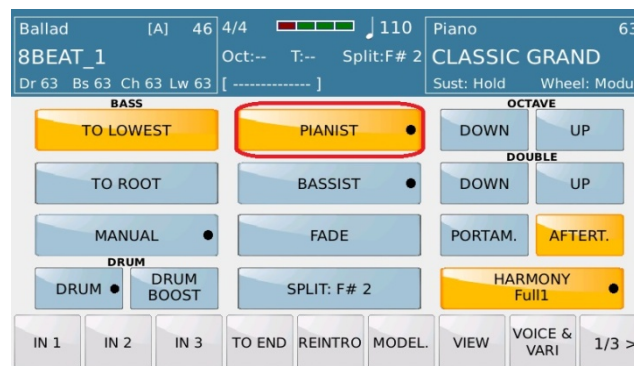 Ballad [A] 46 4/4 110 Piano 63
8BEAT_1 Oct:-- T:-- Split:F# 2 CLASSIC GRAND
Dr 63 Bs 63 Ch 63 Lw 63 [ ------------- ] Sust: Hold Wheel: Modu
BASS OCTAVE
TO LOWEST PIANIST DOWN UP
DOUBLE
TO ROOT BASSIST DOWN UP
MANUAL FADE PORTAM. AFTERT.
DRUM
DRUM DRUM BOOST SPLIT: F# 2 HARMONY Full1
IN 1 IN 2 IN 3 TO END REINTRO MODEL. VIEW VOICE & VARI 1/3 >